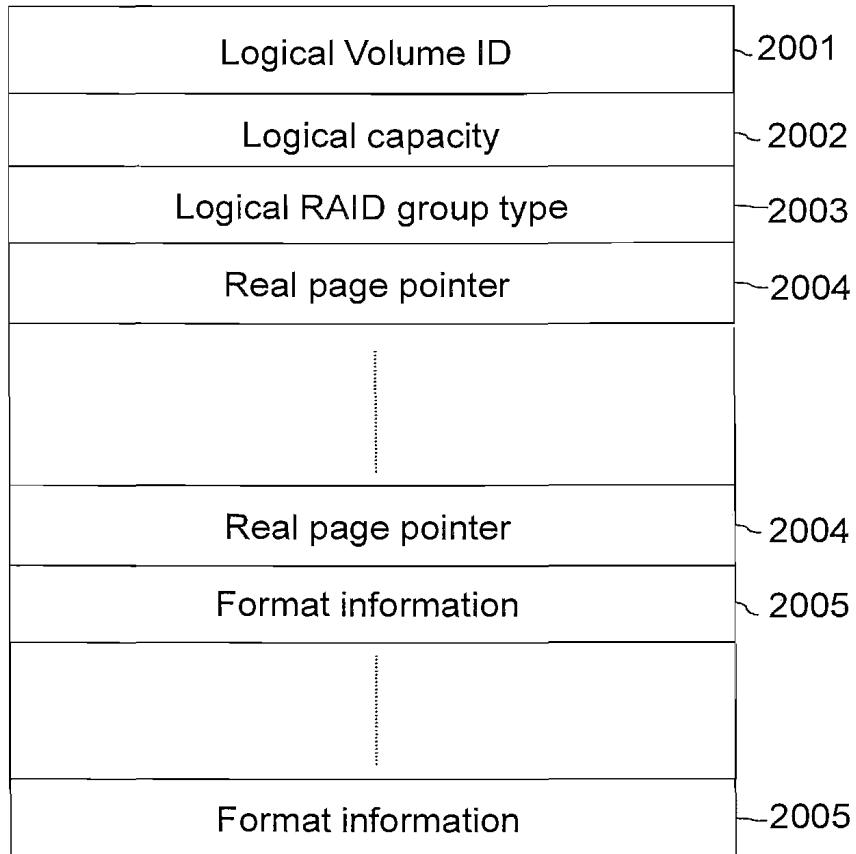 Logical Volume ID 2001
Logical capacity 2002
Logical RAID group type 2003
Real page pointer 2004
Real page pointer 2004
Format information 2005
Format information 2005